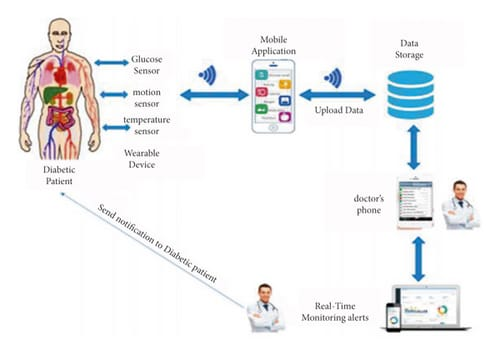 Glucose
Sensor
motion
sensor
temperature
sensor
Wearable
Device
Diabetic
Patient
Mobile
Application
Upload Data
Data
Storage
doctor's
phone
Real-Time
Monitoring alerts
Send notification to Diabetic patient